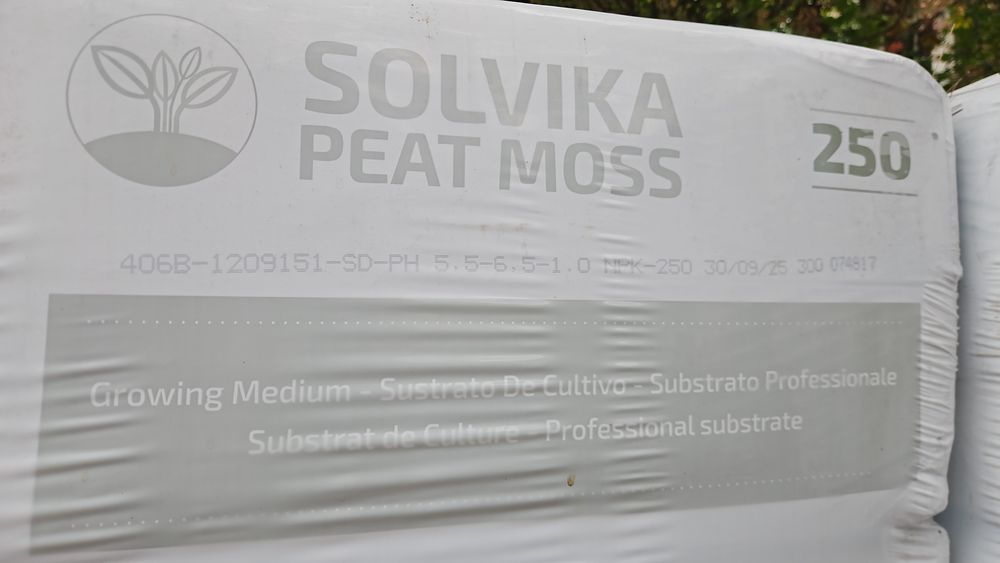 SOLVIKA
PEAT MOSS
250
406B-1209151-SD-PH 5.5-6.5-1.0 NPK-250 30/09/25 300 074817
Growing Medium - Sustrato De Cultivo - Substrato Professionale
Substrat de Culture - Professional substrate